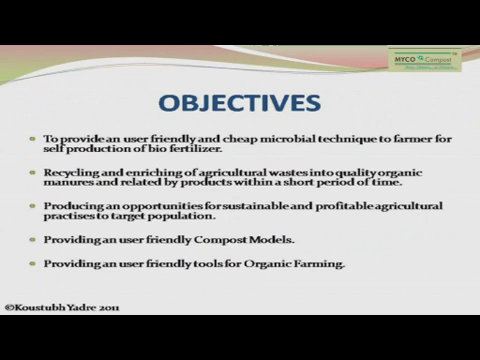 MYCO Compost
OBJECTIVES
To provide an user friendly and cheap microbial technique to farmer for
self production of bio fertilizer.
Recycling and enriching of agricultural wastes into quality organic
manures and related by products within a short period of time.
Producing an opportunities for sustainable and profitable agricultural
practises to target population.
Providing an user friendly Compost Models.
Providing an user friendly tools for Organic Farming.
©Koustubh Yadre 2011